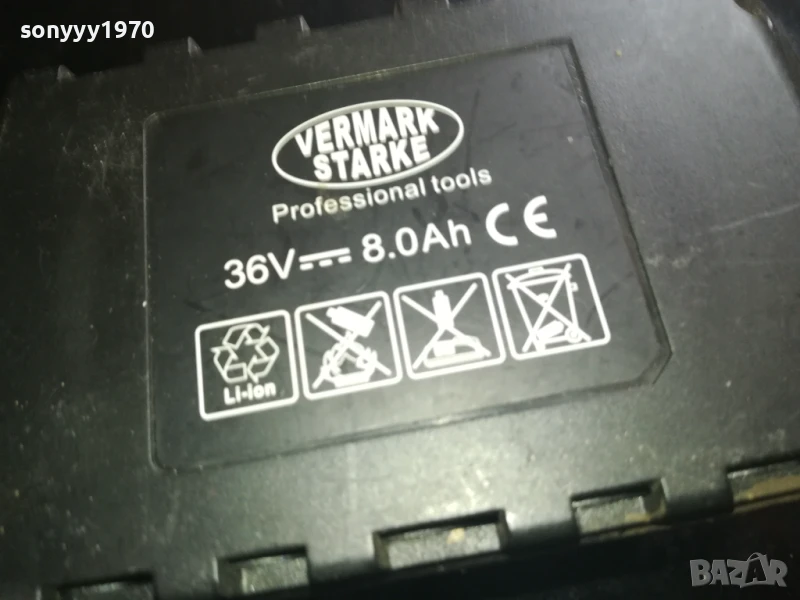 sonyyy1970
VERMARK
STARKE
Professional tools
36V 8.0Ah CE
Li-Ion
BAZAR